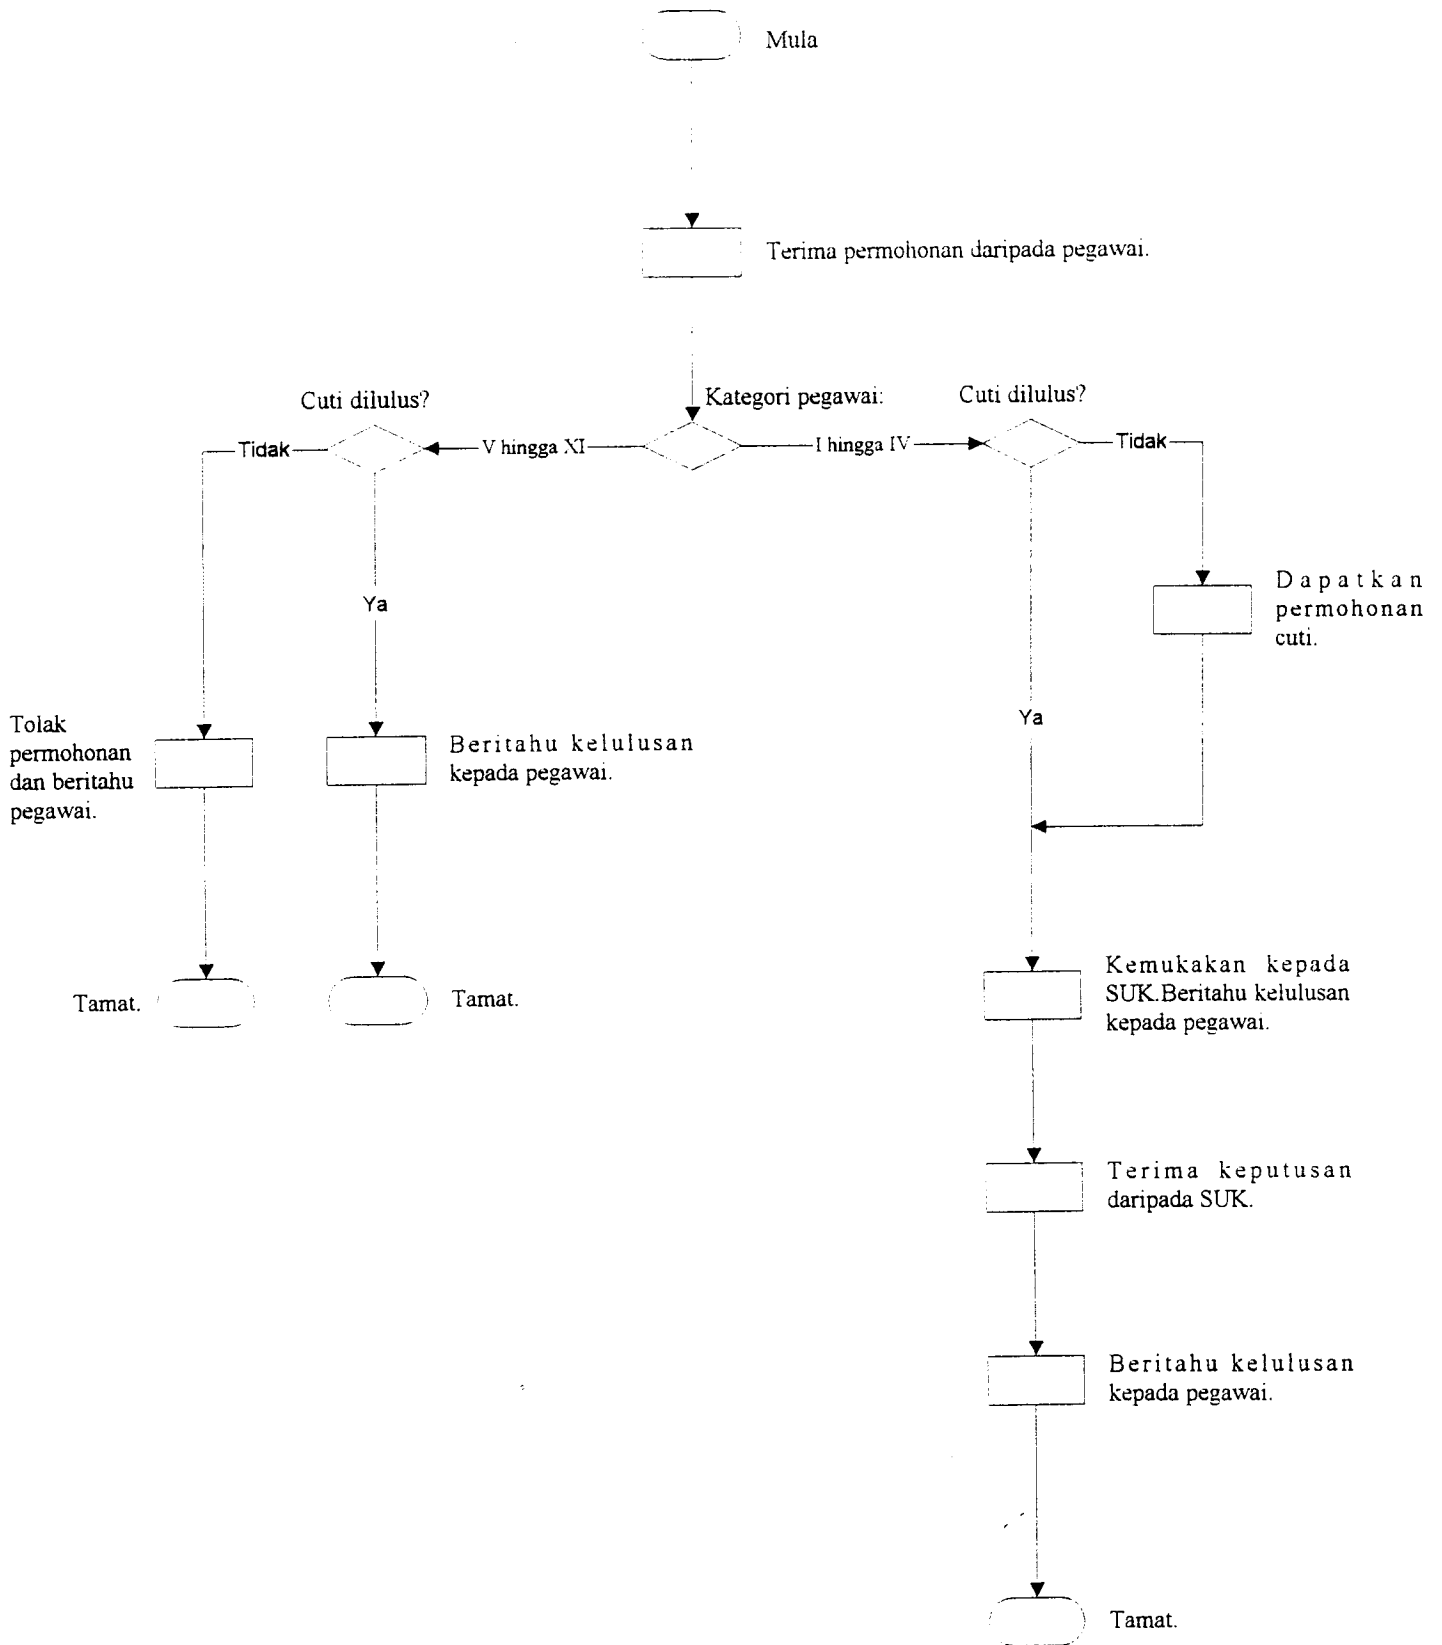 Mula
Terima permohonan daripada pegawai.
Cuti dilulus?
Kategori pegawai:
Cuti dilulus?
Tidak
V hingga XI
I hingga IV
Tidak
Ya
Dapatkan
permohonan
cuti.
Ya
Tolak
permohonan
dan beritahu
pegawai.
Beritahu kelulusan
kepada pegawai.
Kemukakan kepada
SUK.Beritahu kelulusan
kepada pegawai.
Tamat.
Tamat.
Terima keputusan
daripada SUK.
Beritahu kelulusan
kepada pegawai.
Tamat.